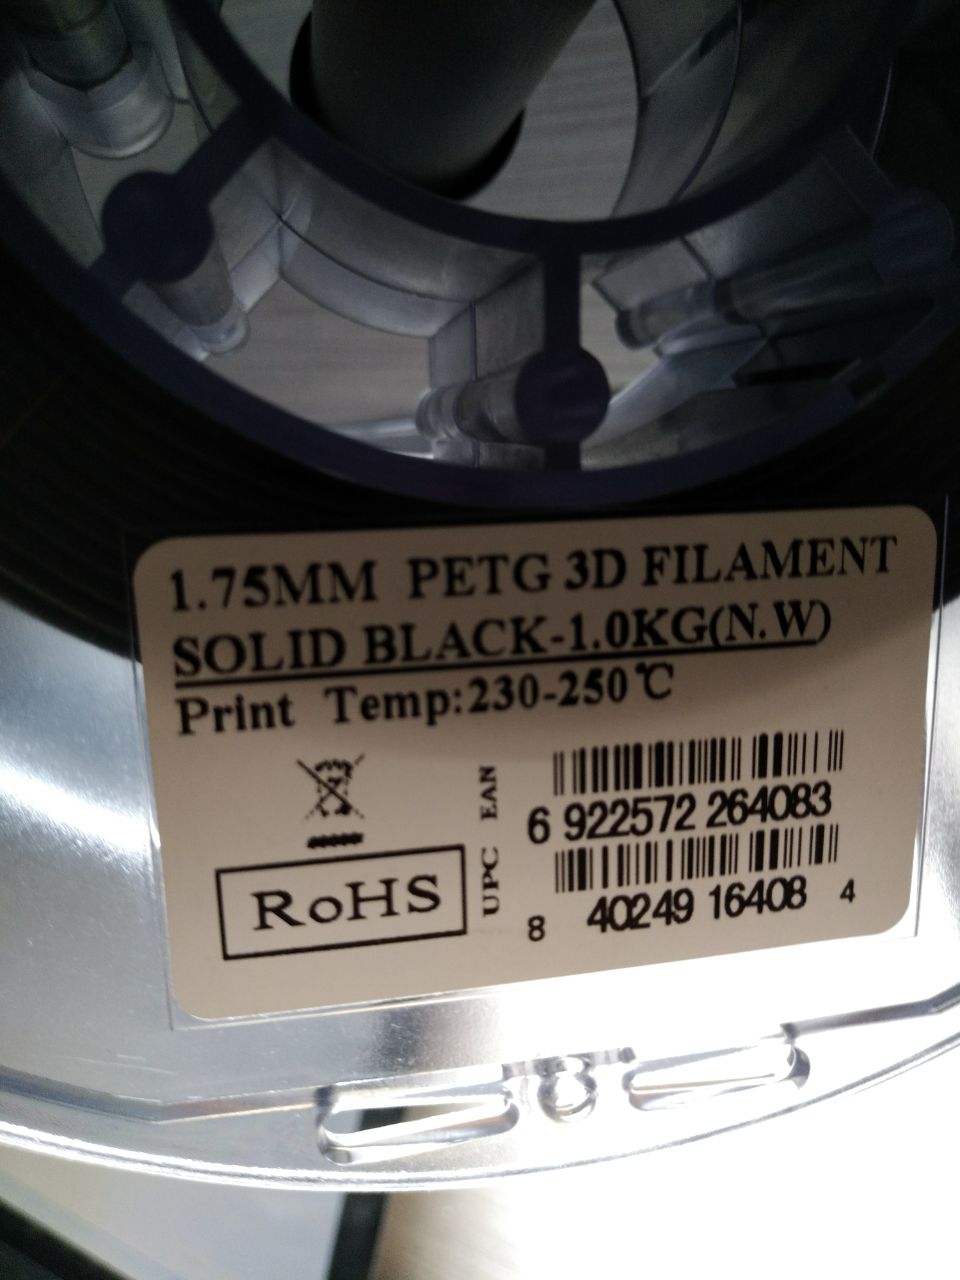 1.75MM PETG 3D FILAMENT
SOLID BLACK-1.0KG(N.W)
Print Temp:230-250℃
EAN
6 922572 264083
UPC
8 40249 16408 4
RoHS